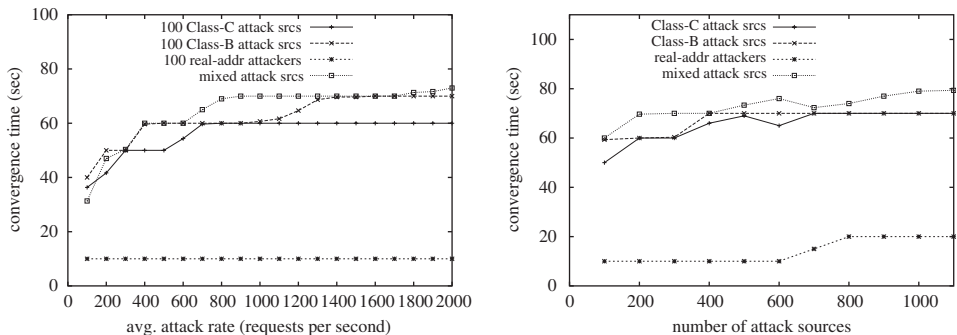 100 Class-C attack srcs
100 Class-B attack srcs
100 real-addr attackers
mixed attack srcs
convergence time (sec)
100
80
60
40
20
0
0 200 400 600 800 1000 1200 1400 1600 1800 2000
avg. attack rate (requests per second)
Class-C attack srcs
Class-B attack srcs
real-addr attackers
mixed attack srcs
convergence time (sec)
100
80
60
40
20
0
0 200 400 600 800 1000
number of attack sources